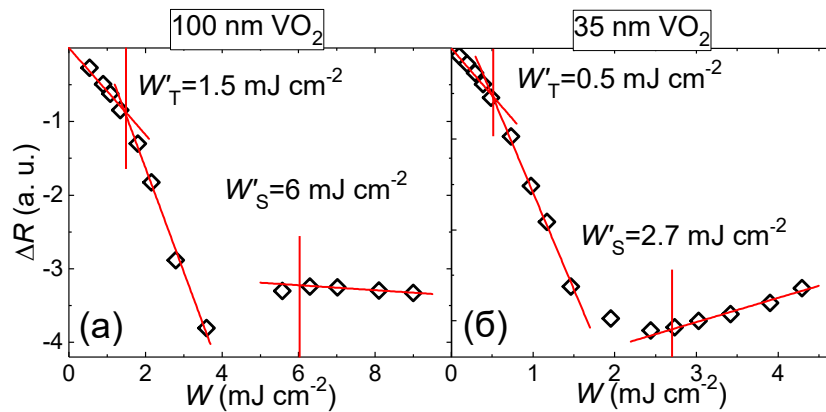 100 nm VO₂
35 nm VO₂
W'T=1.5 mJ cm⁻²
W'T=0.5 mJ cm⁻²
W'S=6 mJ cm⁻²
W'S=2.7 mJ cm⁻²
ΔR (a. u.)
-1
-2
-3
-4
(а)
(б)
0 2 4 6 8
0 1 2 3 4
W (mJ cm⁻²)
W (mJ cm⁻²)